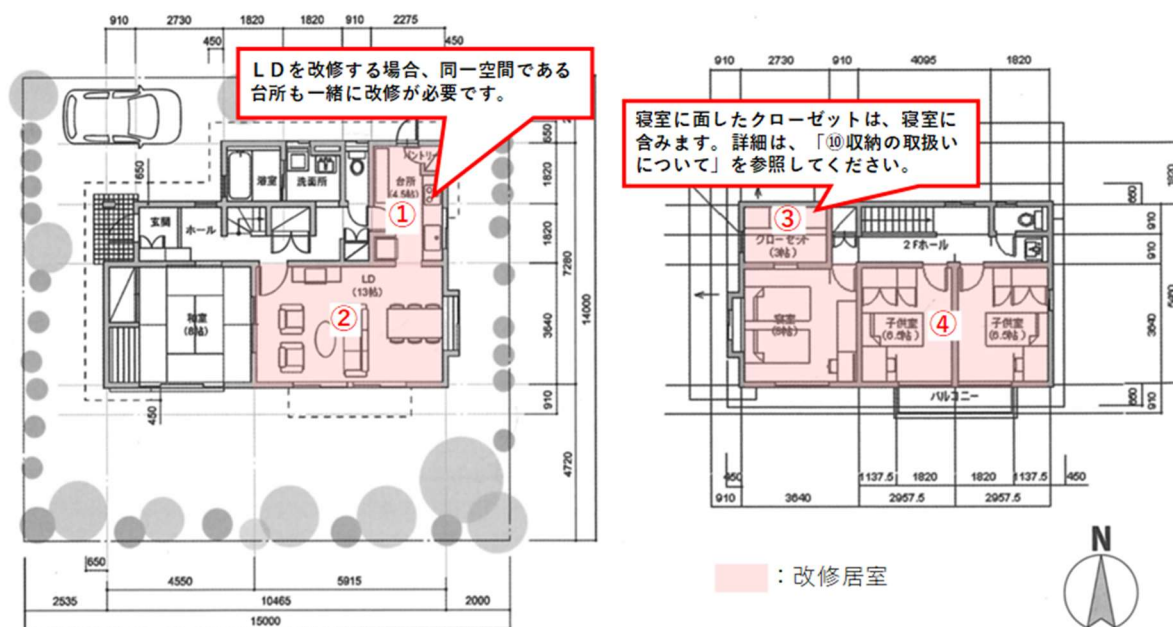 910 2730 1820 1820 910 2275
450 450
ＬＤを改修する場合、同一空間である
台所も一緒に改修が必要です。
パントリー
台所
(4.5帖)
①
浴室
洗面所
玄関
ホール
650
650
1820
1820
7280
3640
14000
910
4720
LD
(13帖)
②
和室
(8帖)
450
650
4550 5915
2535 10465 2000
15000
4095
910 2730 910 1820
寝室に面したクローゼットは、寝室に
含みます。詳細は、「⑩収納の取扱い
について」を参照してください。
③
クローゼット
(3帖)
2Fホール
寝室
(8帖)
④
子供室
(6.5帖)
子供室
(6.5帖)
バルコニー
660
1820
910
910
3640
660
910
450 1137.5 1820 1820 1137.5 450
910 3640 2957.5 2957.5
N
：改修居室